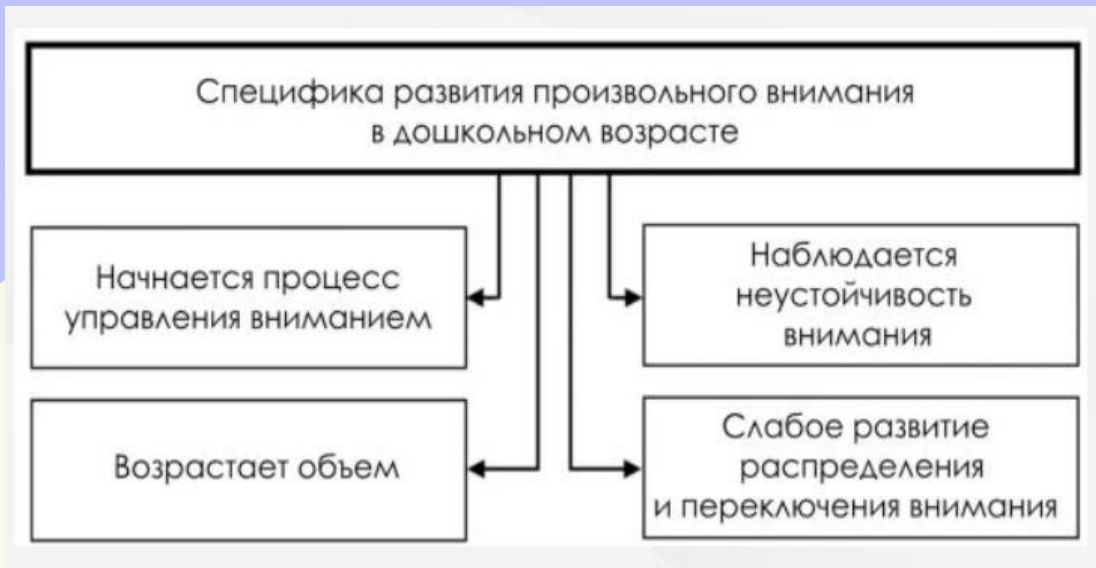 Специфика развития произвольного внимания
в дошкольном возрасте
Начнается процесс
управления вниманием
Наблюдается
неустойчивость
внимания
Возрастает объем
Слабое развитие
распределения
и переключения внимания